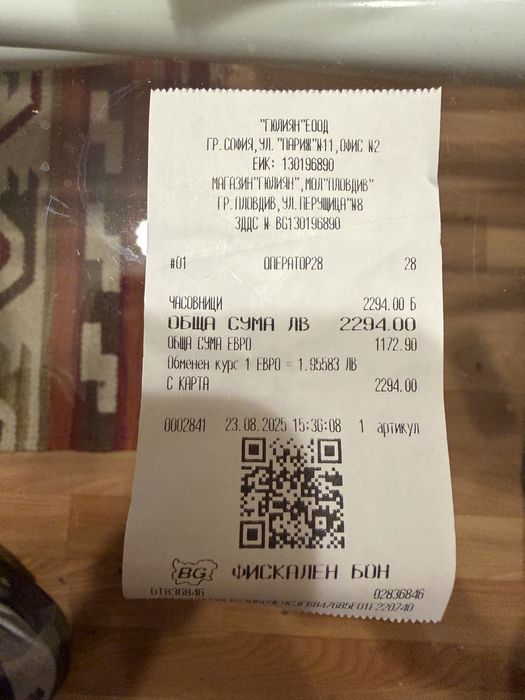 "ГЮЛИЯН"ЕООД
ГР.СОФИЯ,УЛ. "ПАРИЖ"№11,ОФИС №2
ЕИК: 130196890
МАГАЗИН"ГЮЛИЯН",МОЛ"ПЛОВДИВ"
ГР.ПЛОВДИВ,УЛ.ПЕРУЩИЦА"№8
ЗДДС № BG130196890
#01 ОПЕРАТОР28 28
ЧАСОВНИЦИ 2294.00 Б
ОБЩА СУМА ЛВ 2294.00
ОБЩА СУМА ЕВРО 1172.90
Обменен курс 1 ЕВРО = 1.95583 ЛВ
С КАРТА 2294.00
0002841 23.08.2025 15:36:08 1 артикул
BG ФИСКАЛЕН БОН
DT836846 02836846